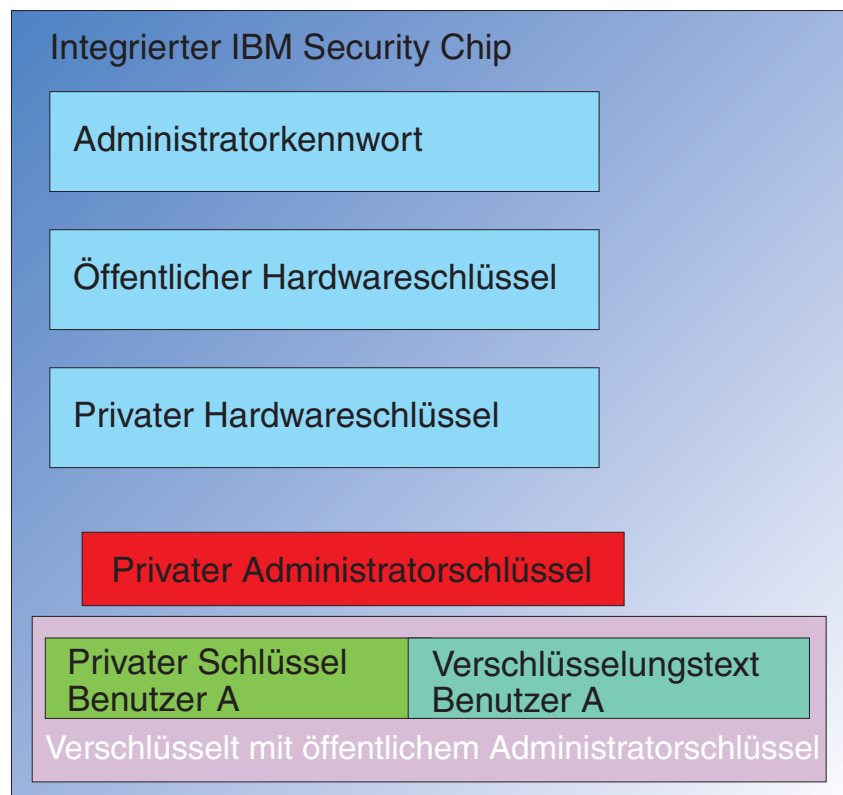 Integrierter IBM Security Chip
Administratorkennwort
Öffentlicher Hardwareschlüssel
Privater Hardwareschlüssel
Privater Administratorschlüssel
Privater Schlüssel
Benutzer A
Verschlüsselungstext
Benutzer A
Verschlüsselt mit öffentlichem Administratorschlüssel